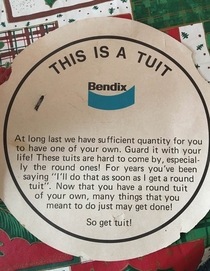 THIS IS A TUIT
Bendix
At long last we have sufficient quantity for you
to have one of your own. Guard it with your
life! These tuits are hard to come by, especial-
ly the round ones! For years you've been
saying "I'll do that as soon as I get a round
tuit". Now that you have a round tuit
of your own, many things that you
meant to do just may get done!
So get tuit!